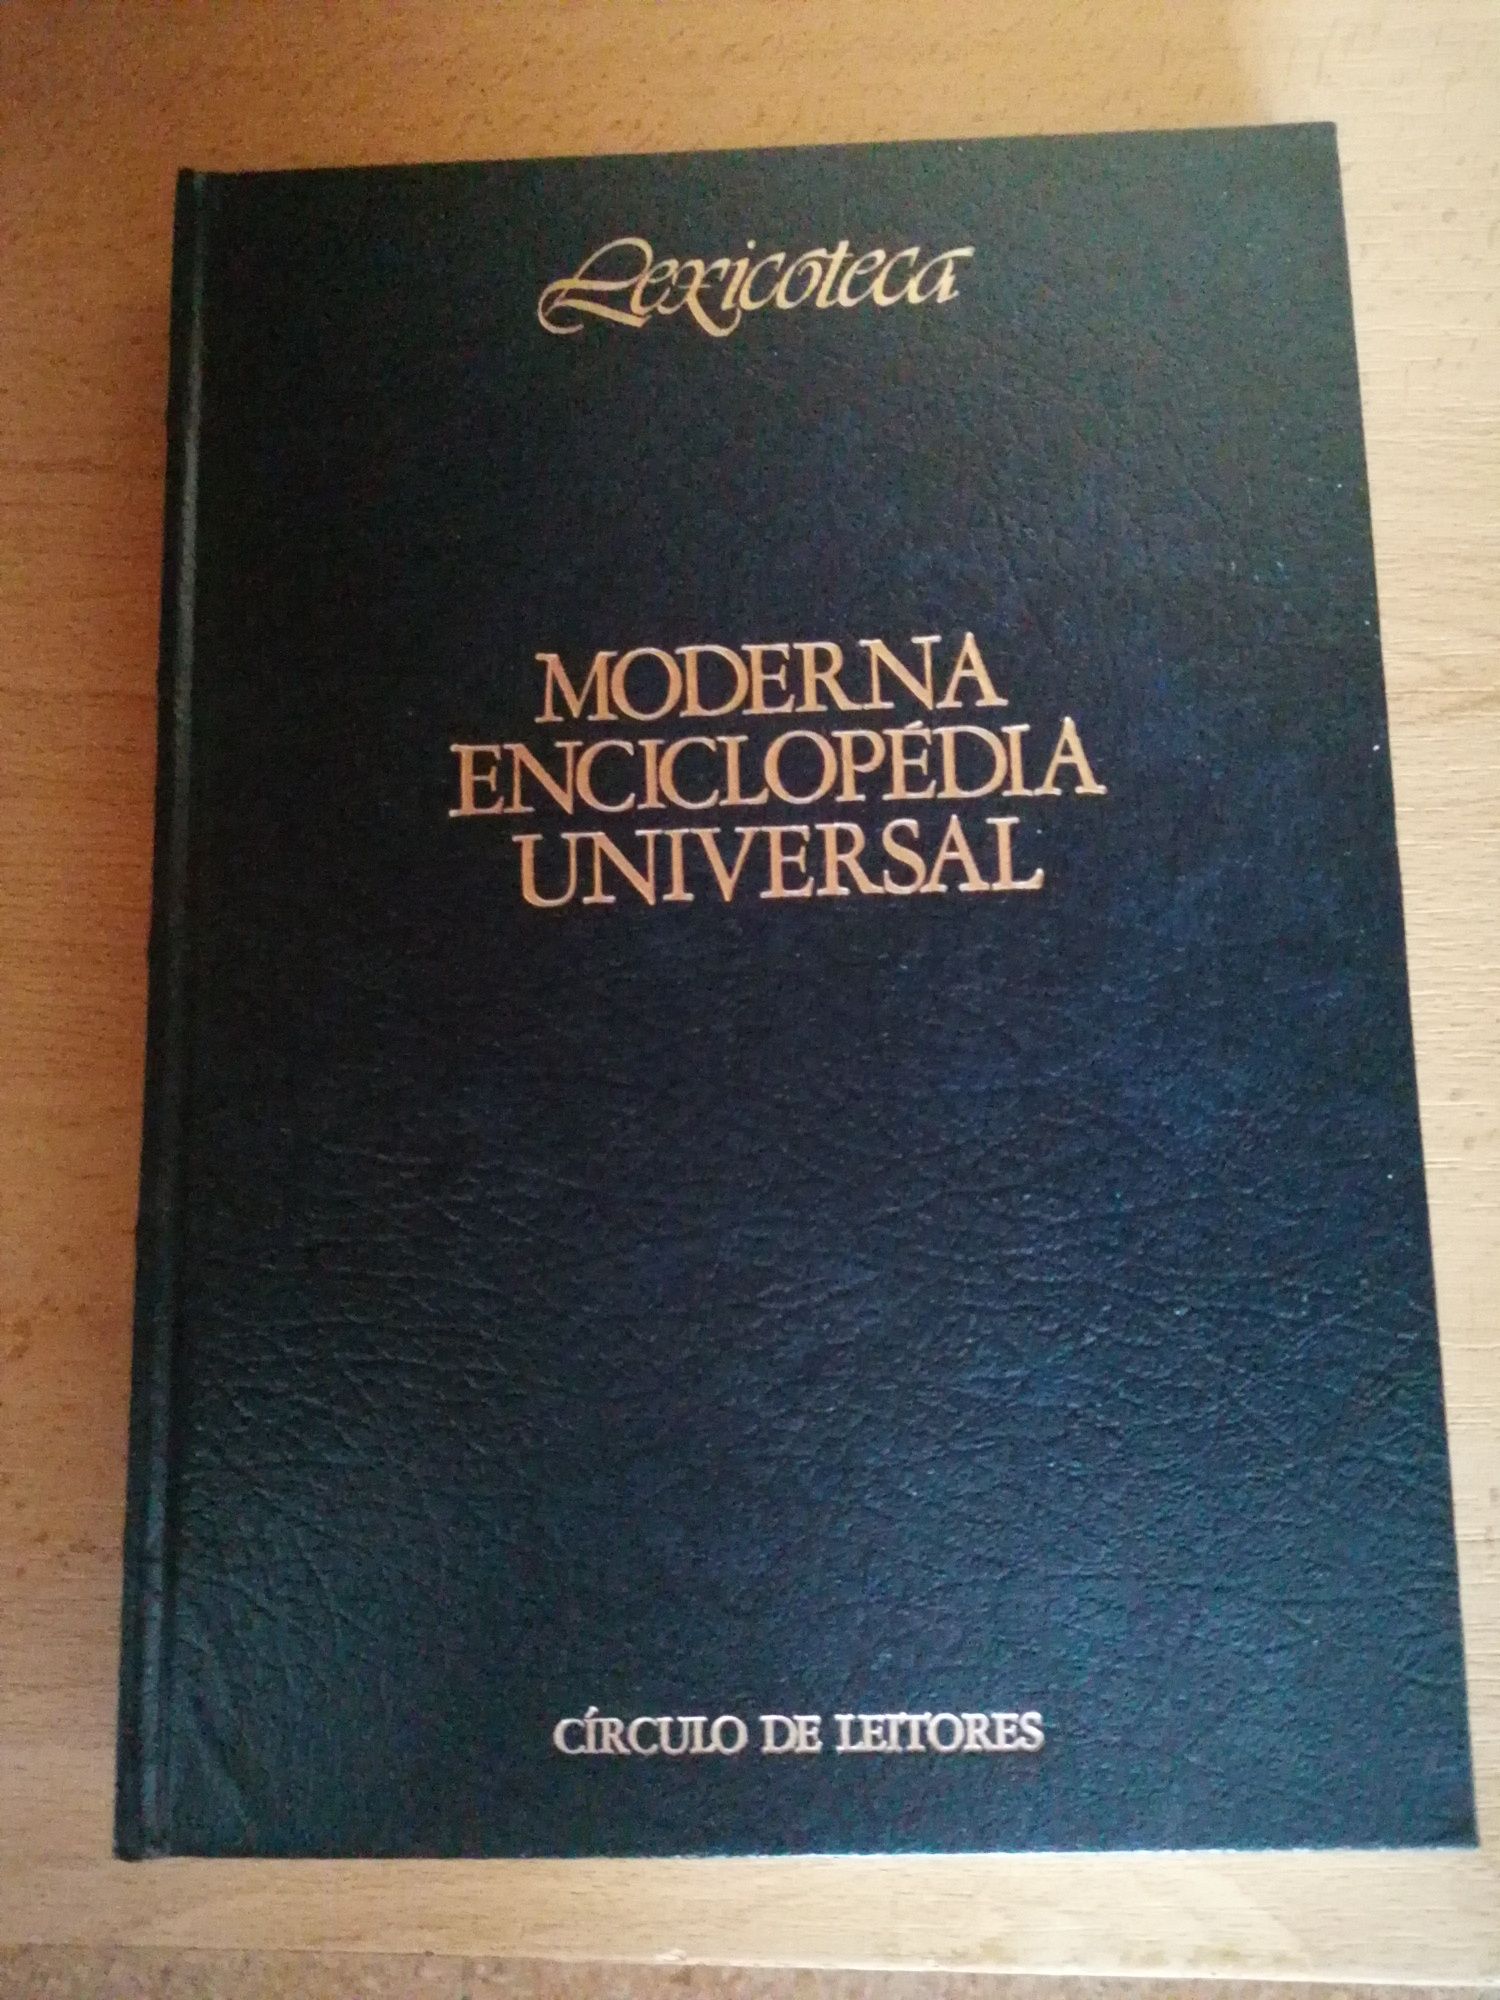 Lexicoteca
MODERNA
ENCICLOPÉDIA
UNIVERSAL
CÍRCULO DE LEITORES